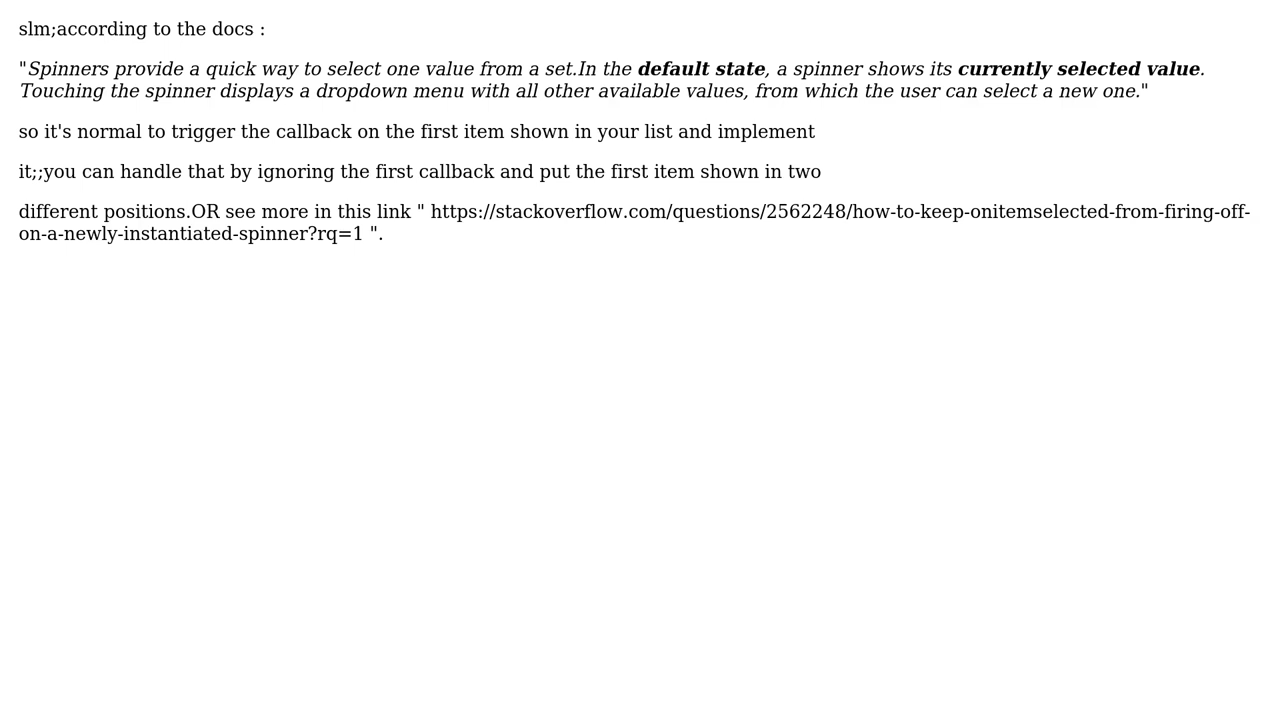 slm;according to the docs :
"Spinners provide a quick way to select one value from a set.In the default state, a spinner shows its currently selected value.
Touching the spinner displays a dropdown menu with all other available values, from which the user can select a new one."
so it's normal to trigger the callback on the first item shown in your list and implement
it;;you can handle that by ignoring the first callback and put the first item shown in two
different positions.OR see more in this link " https://stackoverflow.com/questions/2562248/how-to-keep-onitemselected-from-firing-off-
on-a-newly-instantiated-spinner?rq=1 ".